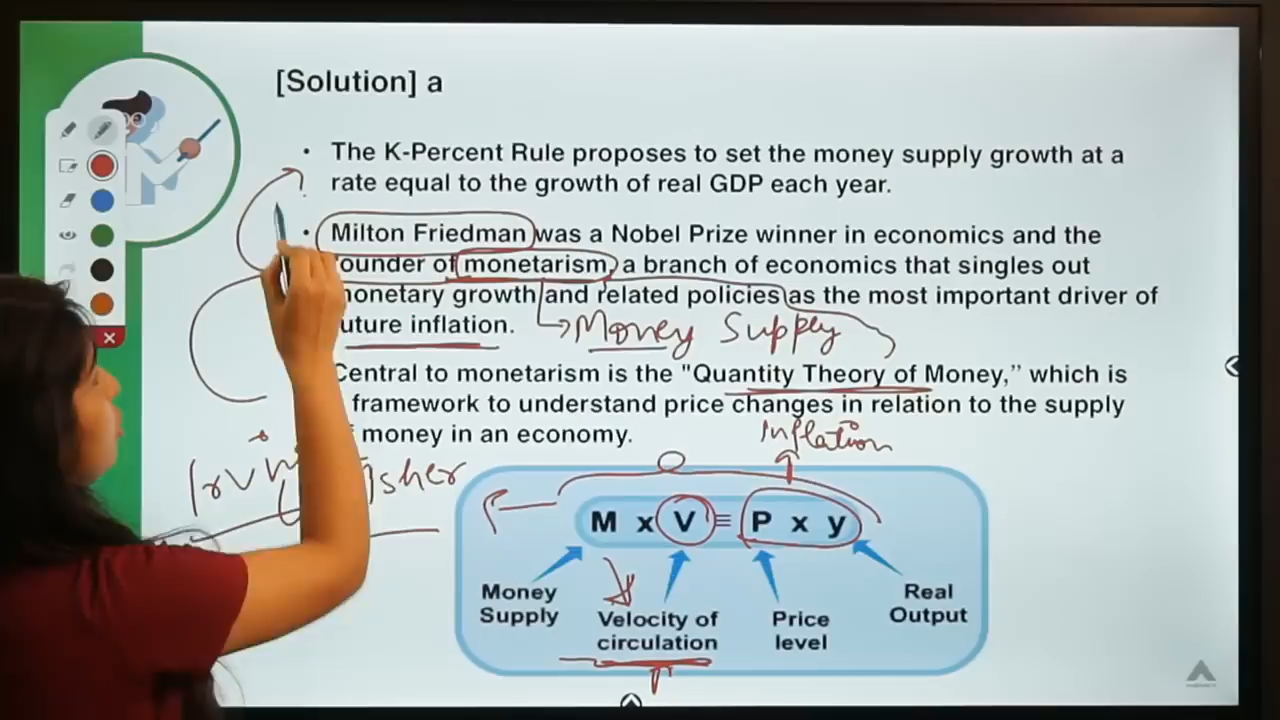 [Solution] a
• The K-Percent Rule proposes to set the money supply growth at a
rate equal to the growth of real GDP each year.
• Milton Friedman was a Nobel Prize winner in economics and the
ounder of monetarism, a branch of economics that singles out
onetary growth and related policies as the most important driver of
uture inflation.
Money Supply
Central to monetarism is the "Quantity Theory of Money,” which is
framework to understand price changes in relation to the supply
money in an economy.
Inflation
sher
M x V ≡ P x y
Money Supply
Velocity of circulation
Price level
Real Output